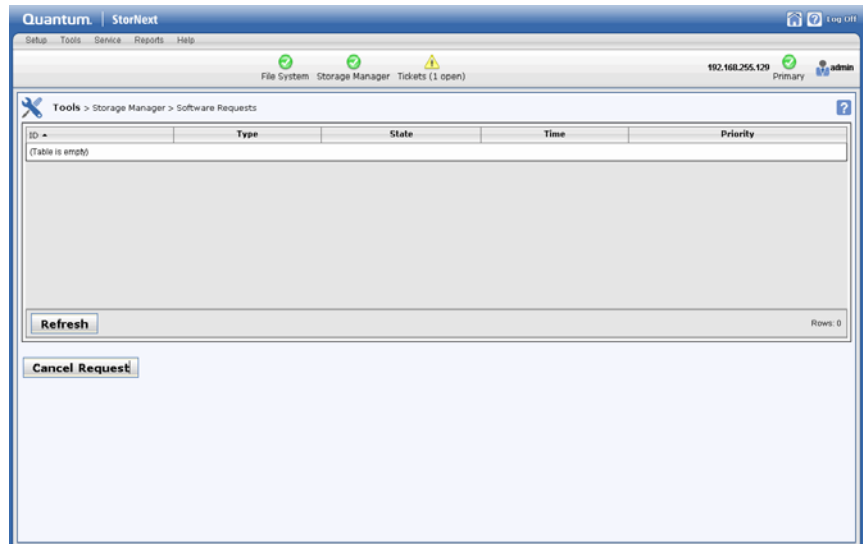 Quantum. | StorNext
Log Off
Setup Tools Service Reports Help
File System Storage Manager Tickets (1 open)
192.168.255.129 Primary admin
Tools > Storage Manager > Software Requests
ID Type State Time Priority
(Table is empty)
Refresh Rows: 0
Cancel Request